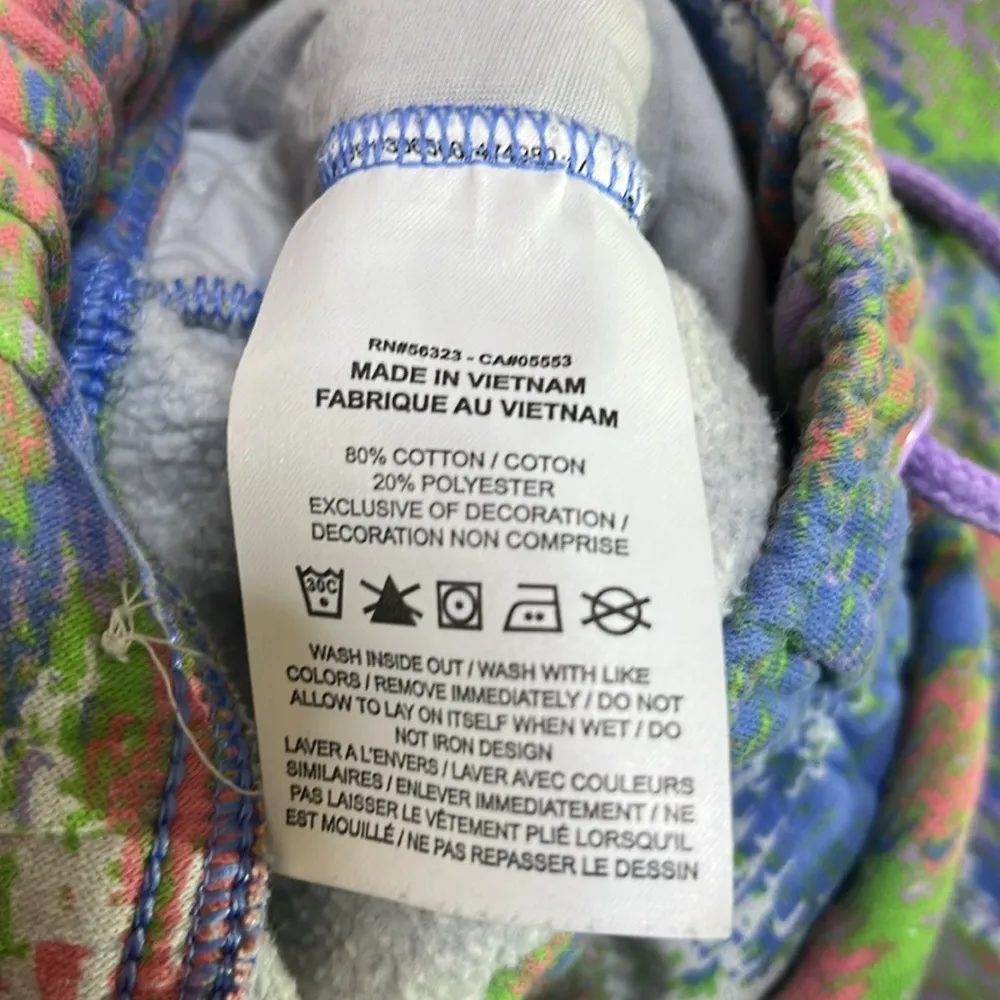 RN#56323 - CA#05553
MADE IN VIETNAM
FABRIQUE AU VIETNAM
80% COTTON / COTON
20% POLYESTER
EXCLUSIVE OF DECORATION /
DECORATION NON COMPRISE
30C
WASH INSIDE OUT / WASH WITH LIKE
COLORS / REMOVE IMMEDIATELY / DO NOT
ALLOW TO LAY ON ITSELF WHEN WET / DO
NOT IRON DESIGN
LAVER A L'ENVERS / LAVER AVEC COULEURS
SIMILAIRES / ENLEVER IMMEDIATEMENT / NE
PAS LAISSER LE VÊTEMENT PLIÉ LORSQU'IL
EST MOUILLÉ / NE PAS REPASSER LE DESSIN